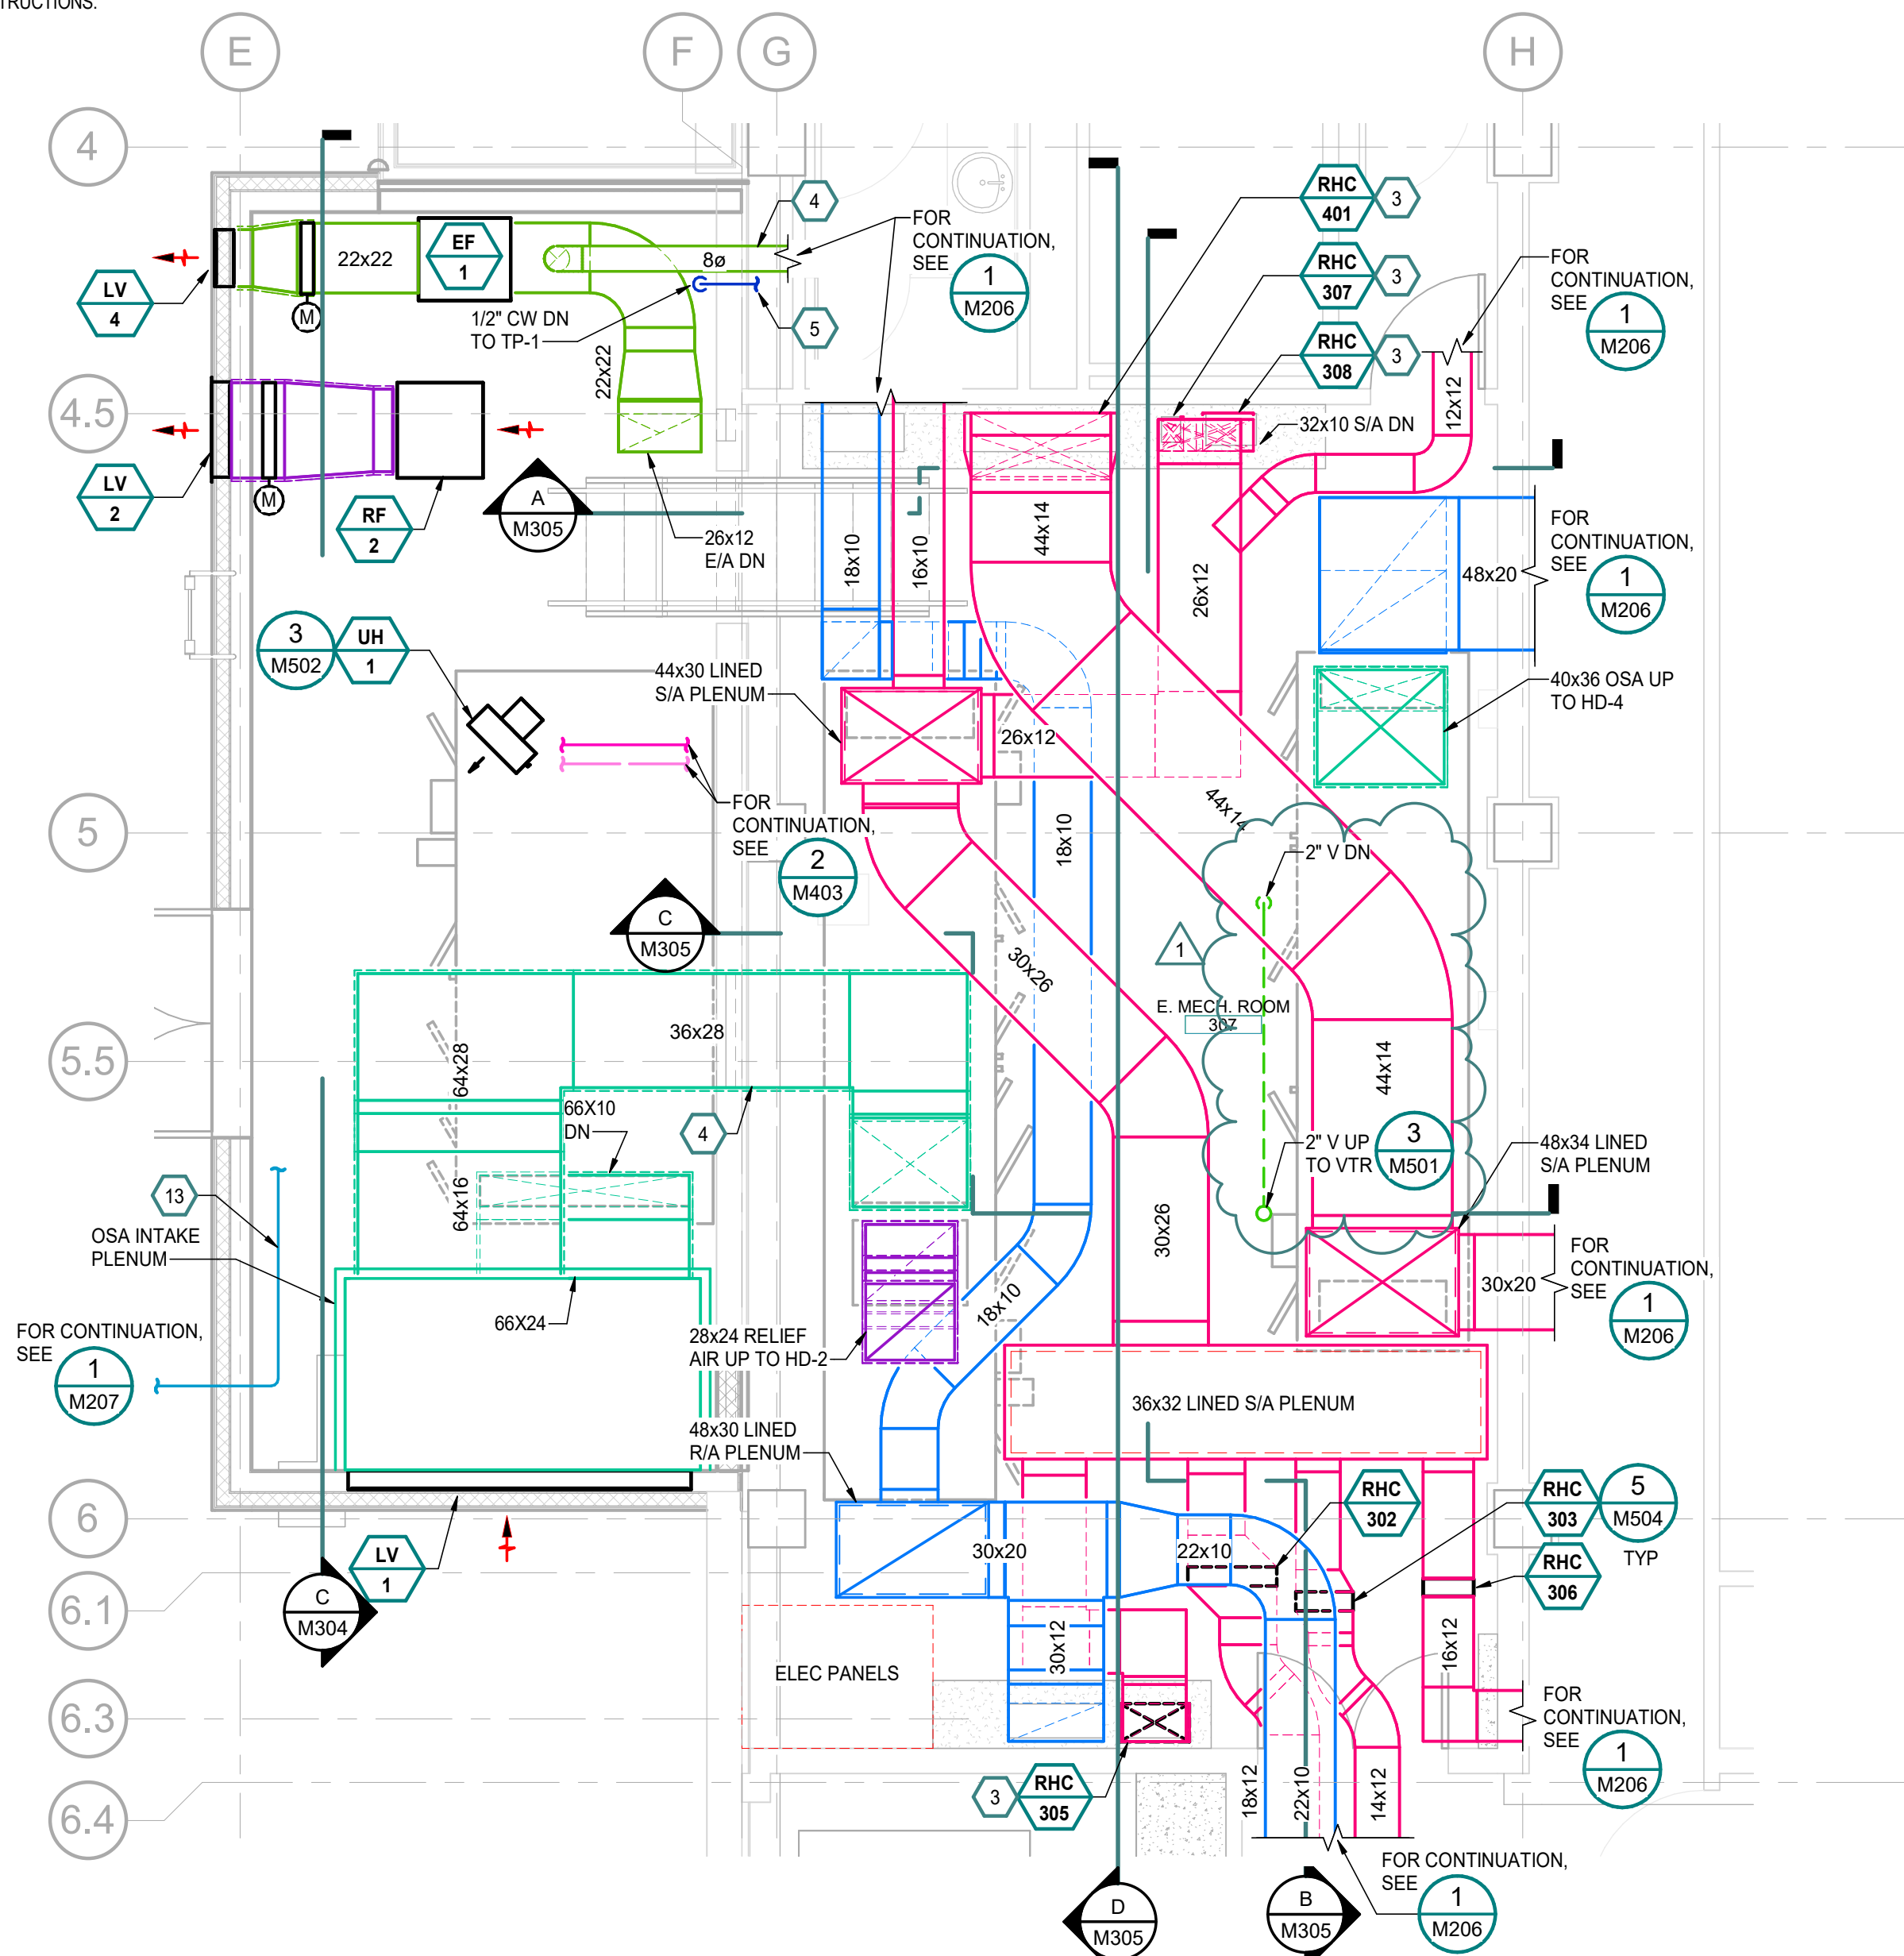 TRUCTIONS.
E
F
G
H
4
4.5
5
5.5
6
6.1
6.3
6.4
LV
4
22x22
EF
1
M
8ø
4
5
1/2" CW DN
TO TP-1
22x22
FOR
CONTINUATION,
SEE
1
M206
RHC
401
3
RHC
307
3
RHC
308
3
32x10 S/A DN
12x12
FOR
CONTINUATION,
SEE
1
M206
LV
2
M
RF
2
A
M305
26x12
E/A DN
18x10
16x10
44x14
26x12
48x20
FOR
CONTINUATION,
SEE
1
M206
3
M502
UH
1
44x30 LINED
S/A PLENUM
26x12
40x36 OSA UP
TO HD-4
FOR
CONTINUATION,
SEE
2
M403
18x10
44x14
2" V DN
C
M305
1
30x26
E. MECH. ROOM
307
36x28
64x28
44x14
66X10
DN
4
2" V UP
TO VTR
3
M501
48x34 LINED
S/A PLENUM
13
64x16
OSA INTAKE
PLENUM
30x26
66X24
18x10
30x20
FOR
CONTINUATION,
SEE
1
M206
FOR CONTINUATION,
SEE
1
M207
28x24 RELIEF
AIR UP TO HD-2
36x32 LINED S/A PLENUM
48x30 LINED
R/A PLENUM
RHC
302
RHC
303
5
M504
TYP
RHC
306
LV
1
30x20
22x10
C
M304
ELEC PANELS
30x12
16x12
FOR
CONTINUATION,
SEE
1
M206
3
RHC
305
18x12
22x10
14x12
FOR CONTINUATION,
SEE
1
M206
D
M305
B
M305